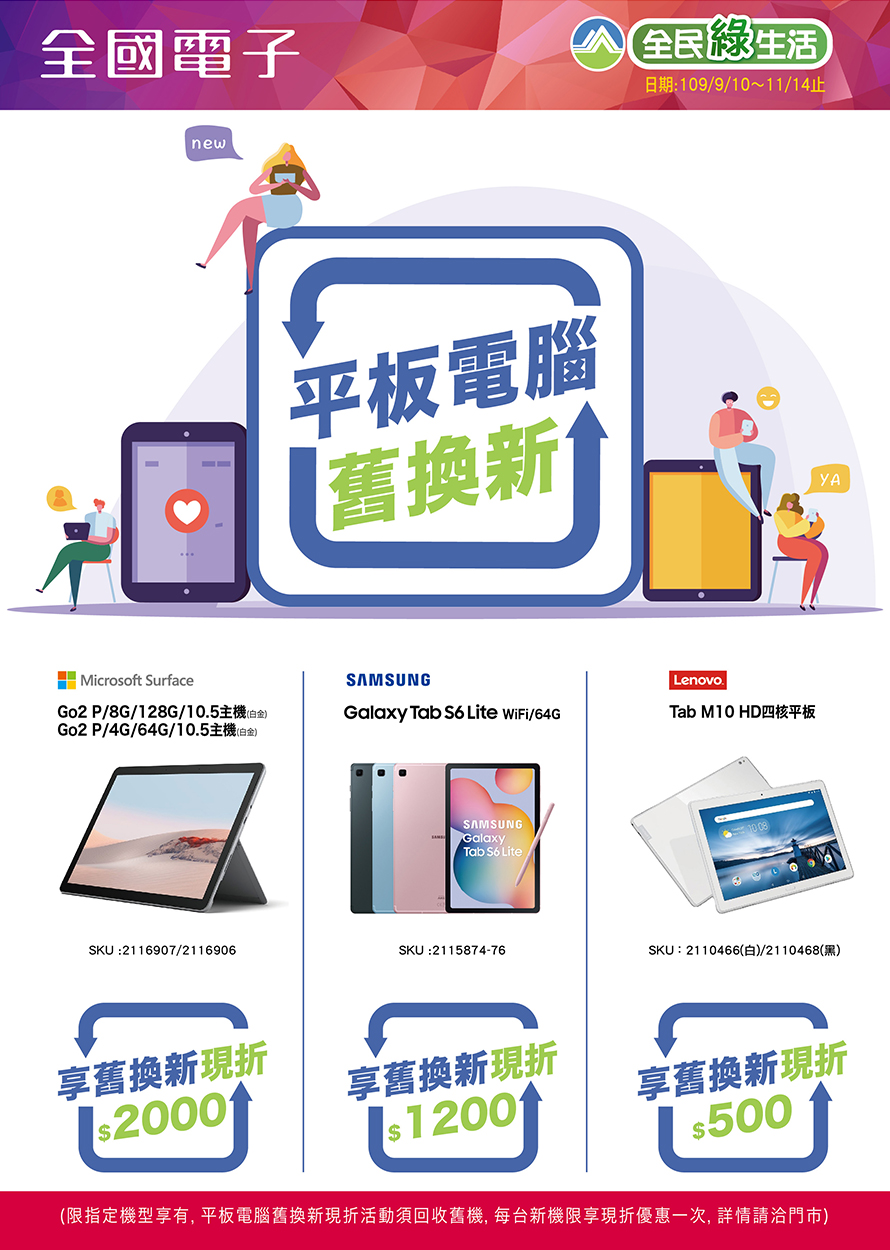 全國電子
全民綠生活
日期:109/9/10～11/14止
new
平板電腦
舊換新
YA
Microsoft Surface
Go2 P/8G/128G/10.5主機(白金)
Go2 P/4G/64G/10.5主機(白金)
SKU :2116907/2116906
享舊換新現折
$2000
SAMSUNG
Galaxy Tab S6 Lite WiFi/64G
SAMSUNG
SAMSUNG
Galaxy
Tab S6 Lite
SKU :2115874-76
享舊換新現折
$1200
Lenovo.
Tab M10 HD四核平板
10:08
SKU：2110466(白)/2110468(黑)
享舊換新現折
$500
(限指定機型享有, 平板電腦舊換新現折活動須回收舊機, 每台新機限享現折優惠一次, 詳情請洽門市)